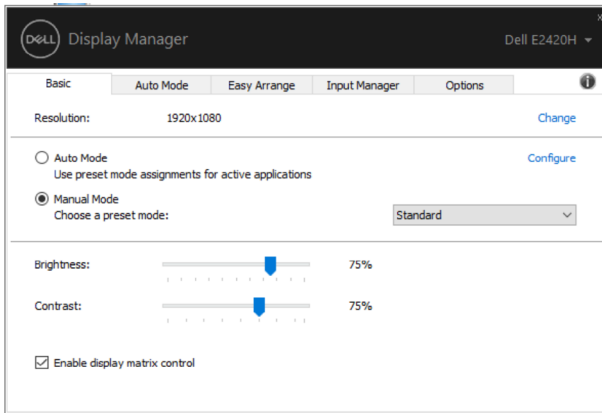 DELL Display Manager
Dell E2420H
Basic Auto Mode Easy Arrange Input Manager Options
Resolution: 1920x1080 Change
Auto Mode Configure
Use preset mode assignments for active applications
Manual Mode
Choose a preset mode: Standard
Brightness: 75%
Contrast: 75%
Enable display matrix control